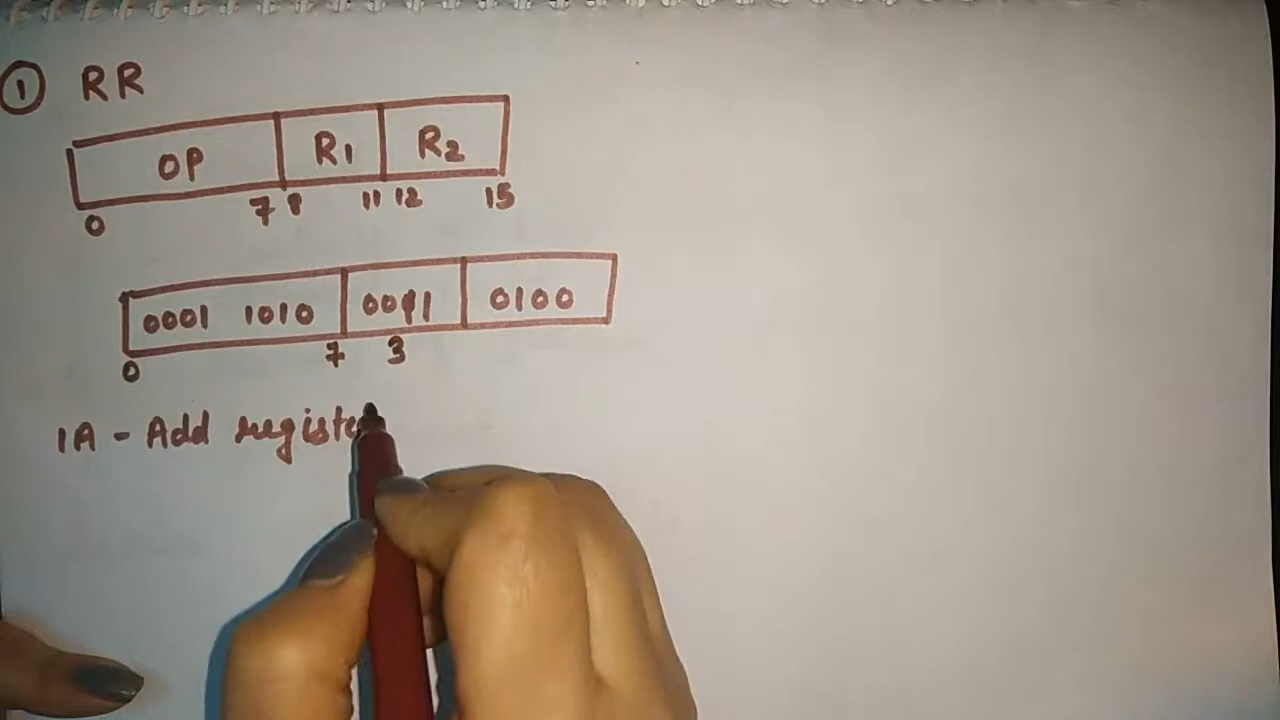 ① RR
OP R₁ R₂
0 7 8 11 12 15
0001 1010 0011 0100
0 7 3
1A - Add registe